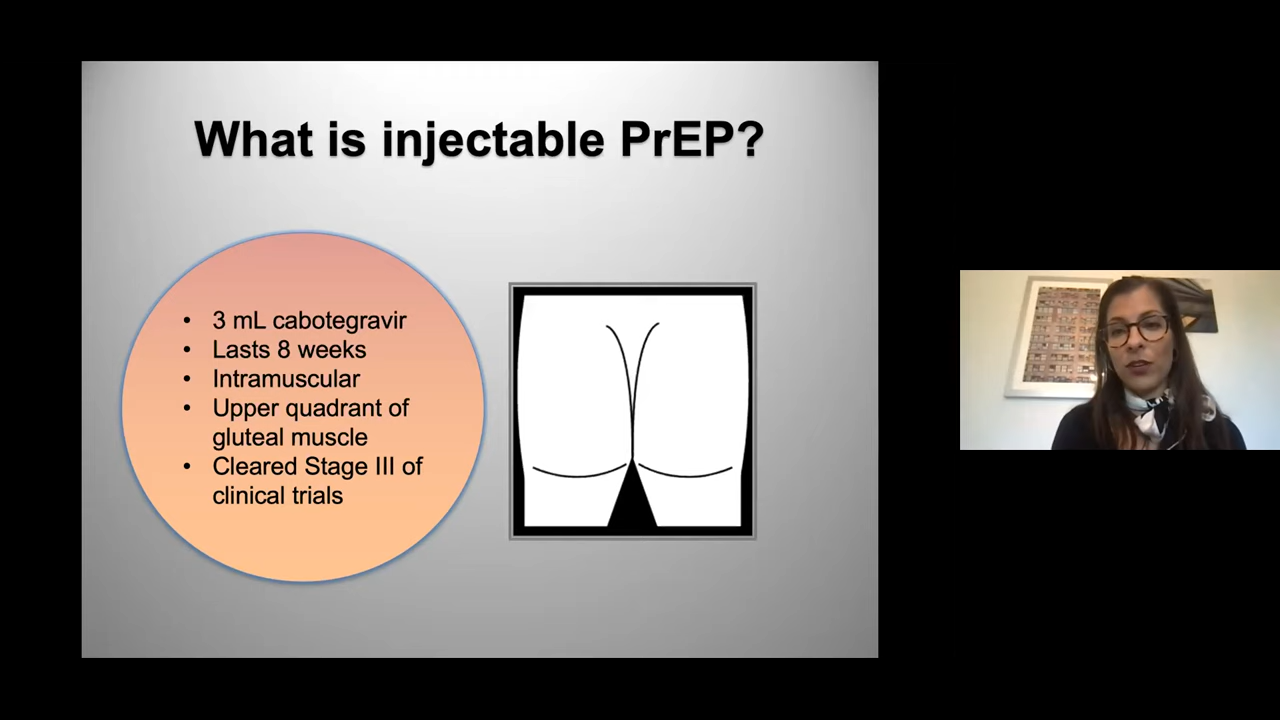 What is injectable PrEP?
• 3 mL cabotegravir
• Lasts 8 weeks
• Intramuscular
• Upper quadrant of
gluteal muscle
• Cleared Stage III of
clinical trials